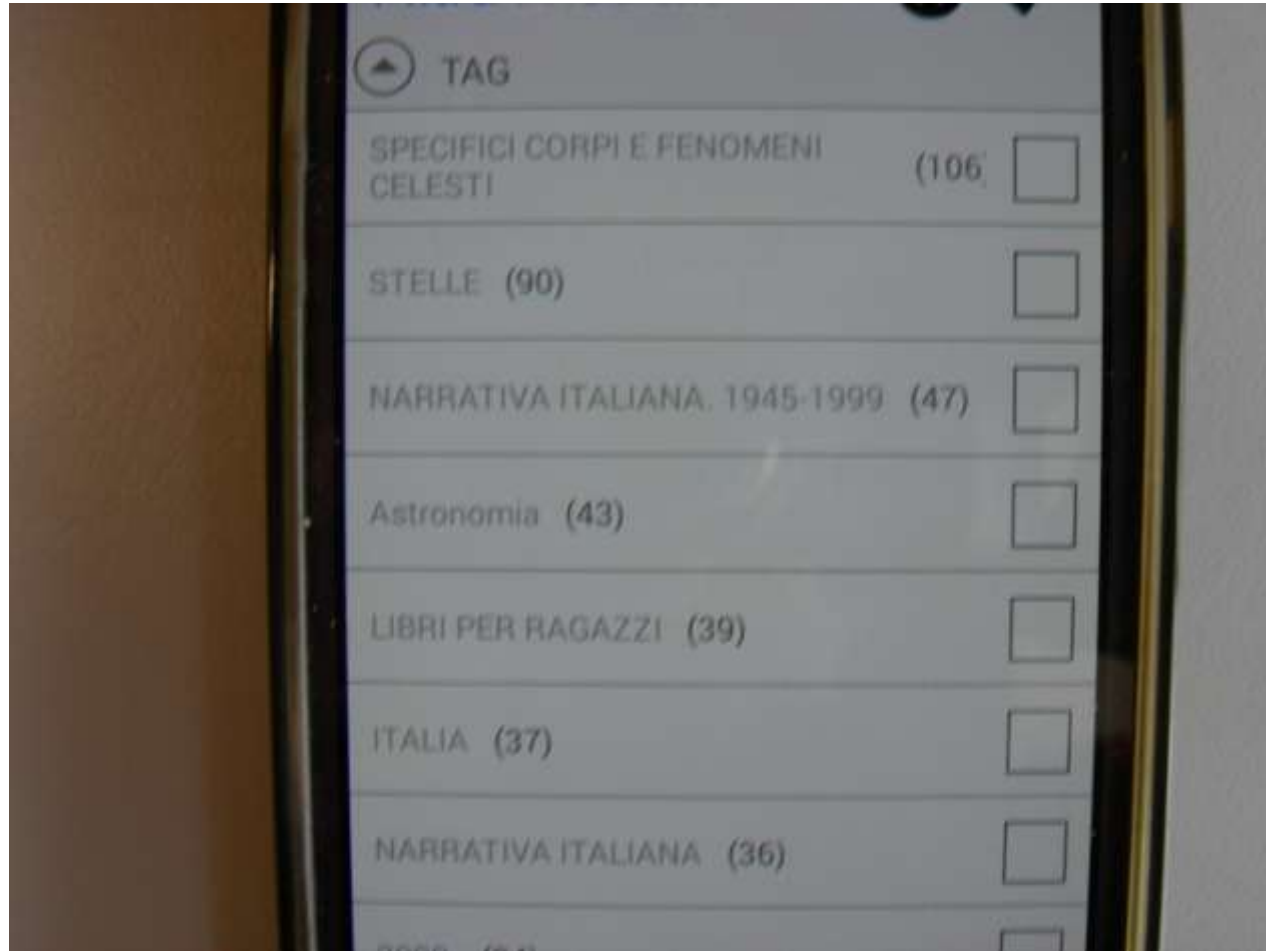 TAG
SPECIFICI CORPI E FENOMENI
CELESTI (106)
STELLE (90)
NARRATIVA ITALIANA. 1945-1999 (47)
Astronomia (43)
LIBRI PER RAGAZZI (39)
ITALIA (37)
NARRATIVA ITALIANA (36)